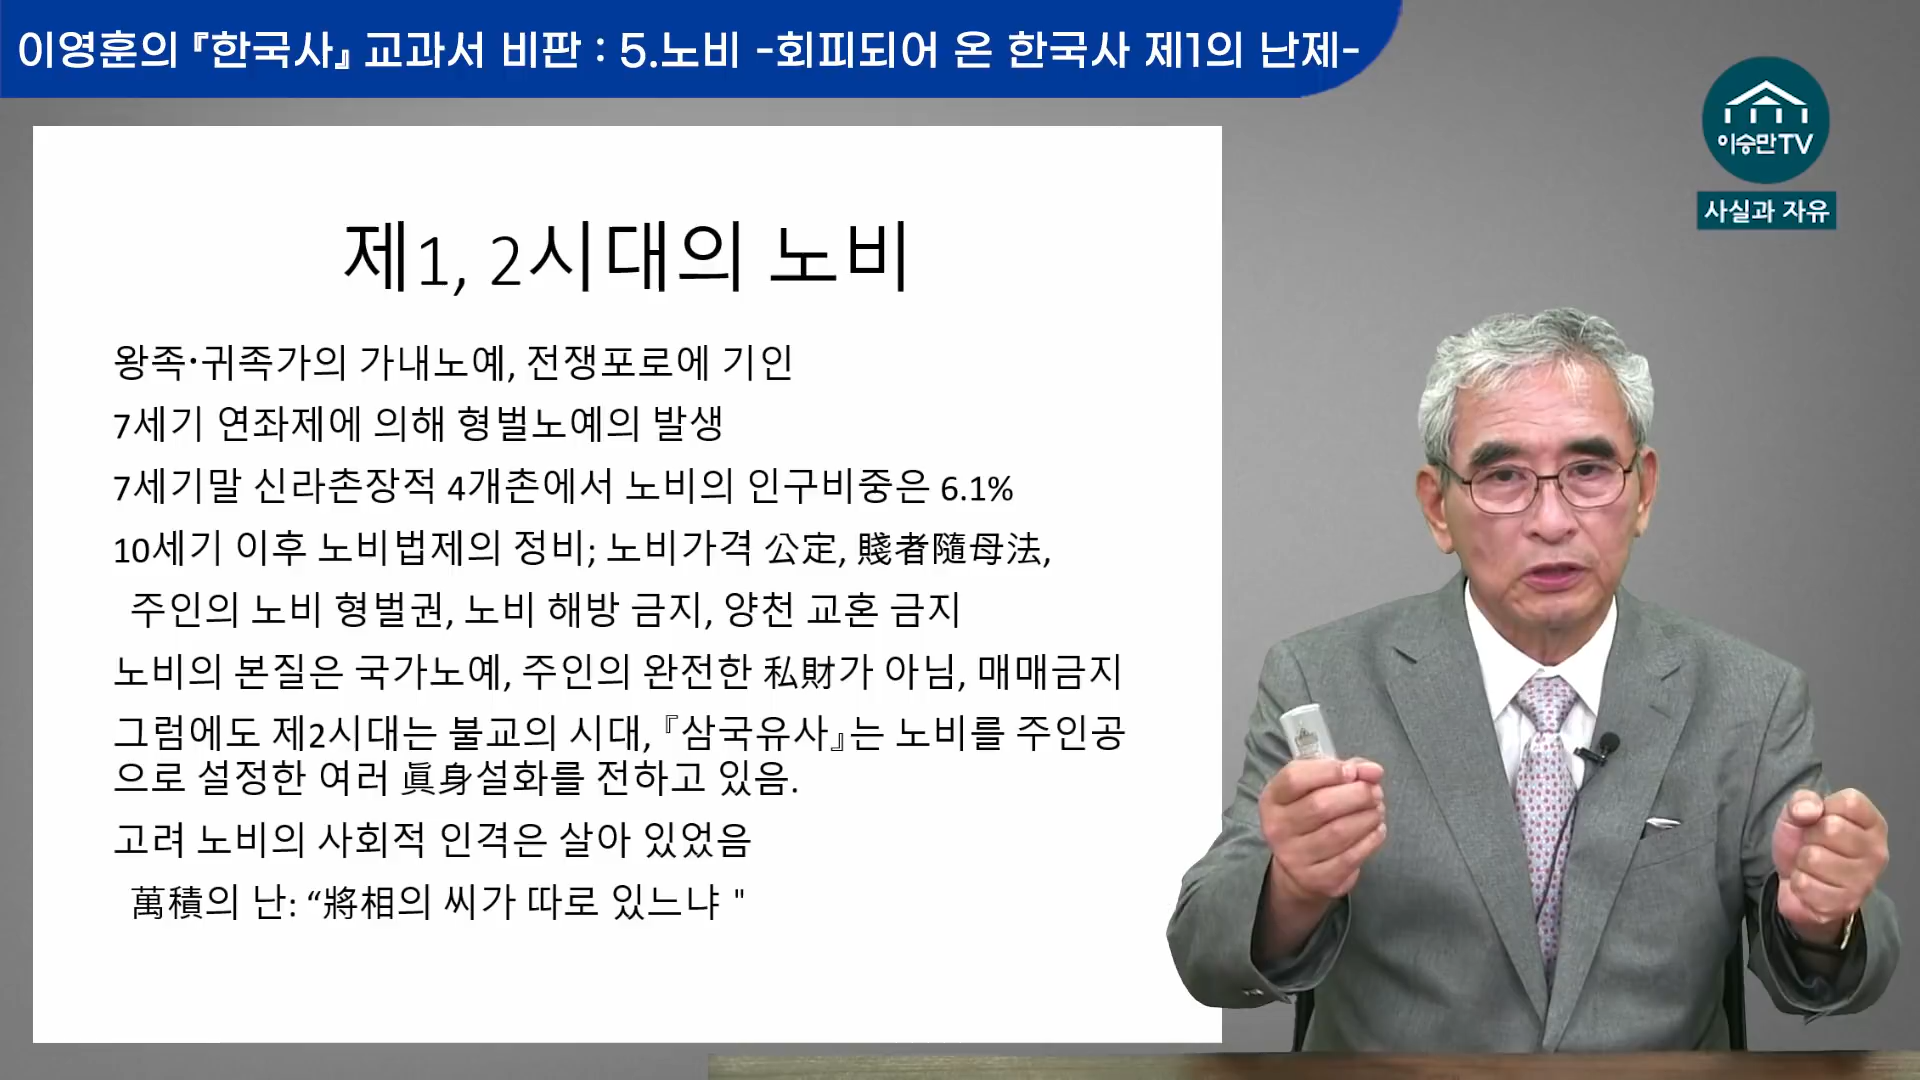 이영훈의 『한국사』 교과서 비판 : 5.노비 -회피되어 온 한국사 제1의 난제-
이승만TV
사실과 자유
제1, 2시대의 노비
왕족·귀족가의 가내노예, 전쟁포로에 기인
7세기 연좌제에 의해 형벌노예의 발생
7세기말 신라촌장적 4개촌에서 노비의 인구비중은 6.1%
10세기 이후 노비법제의 정비; 노비가격 公定, 賤者隨母法,
주인의 노비 형벌권, 노비 해방 금지, 양천 교혼 금지
노비의 본질은 국가노예, 주인의 완전한 私財가 아님, 매매금지
그럼에도 제2시대는 불교의 시대, 『삼국유사』는 노비를 주인공
으로 설정한 여러 眞身설화를 전하고 있음.
고려 노비의 사회적 인격은 살아 있었음
萬積의 난: “將相의 씨가 따로 있느냐 "